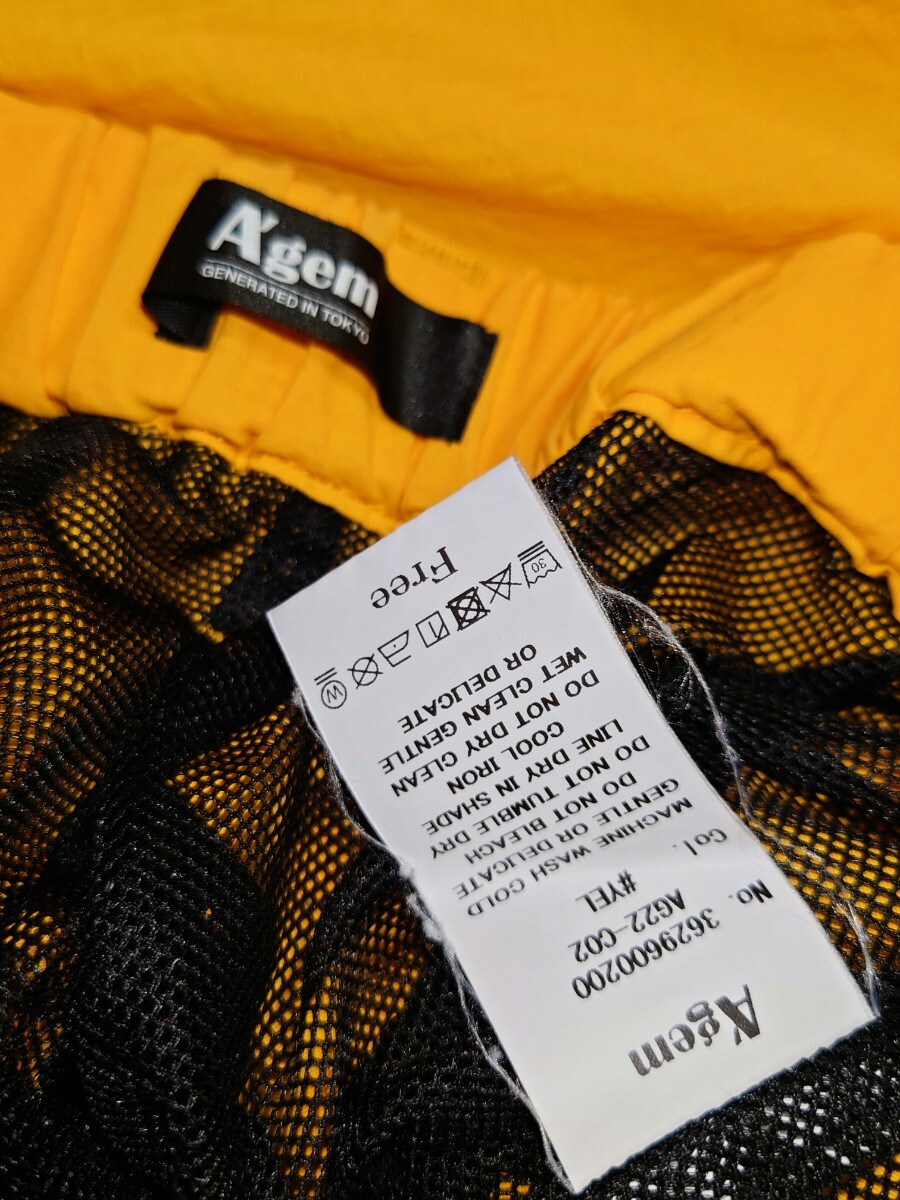 A'gem
GENERATED IN TOKYO
A'gem
No. 3629600200
AG22-C02
Col. #YEL
MACHINE WASH COLD
GENTLE OR DELICATE
DO NOT BLEACH
DO NOT TUMBLE DRY
LINE DRY IN SHADE
COOL IRON
DO NOT DRY CLEAN
WET CLEAN GENTLE
OR DELICATE
30
W
Free